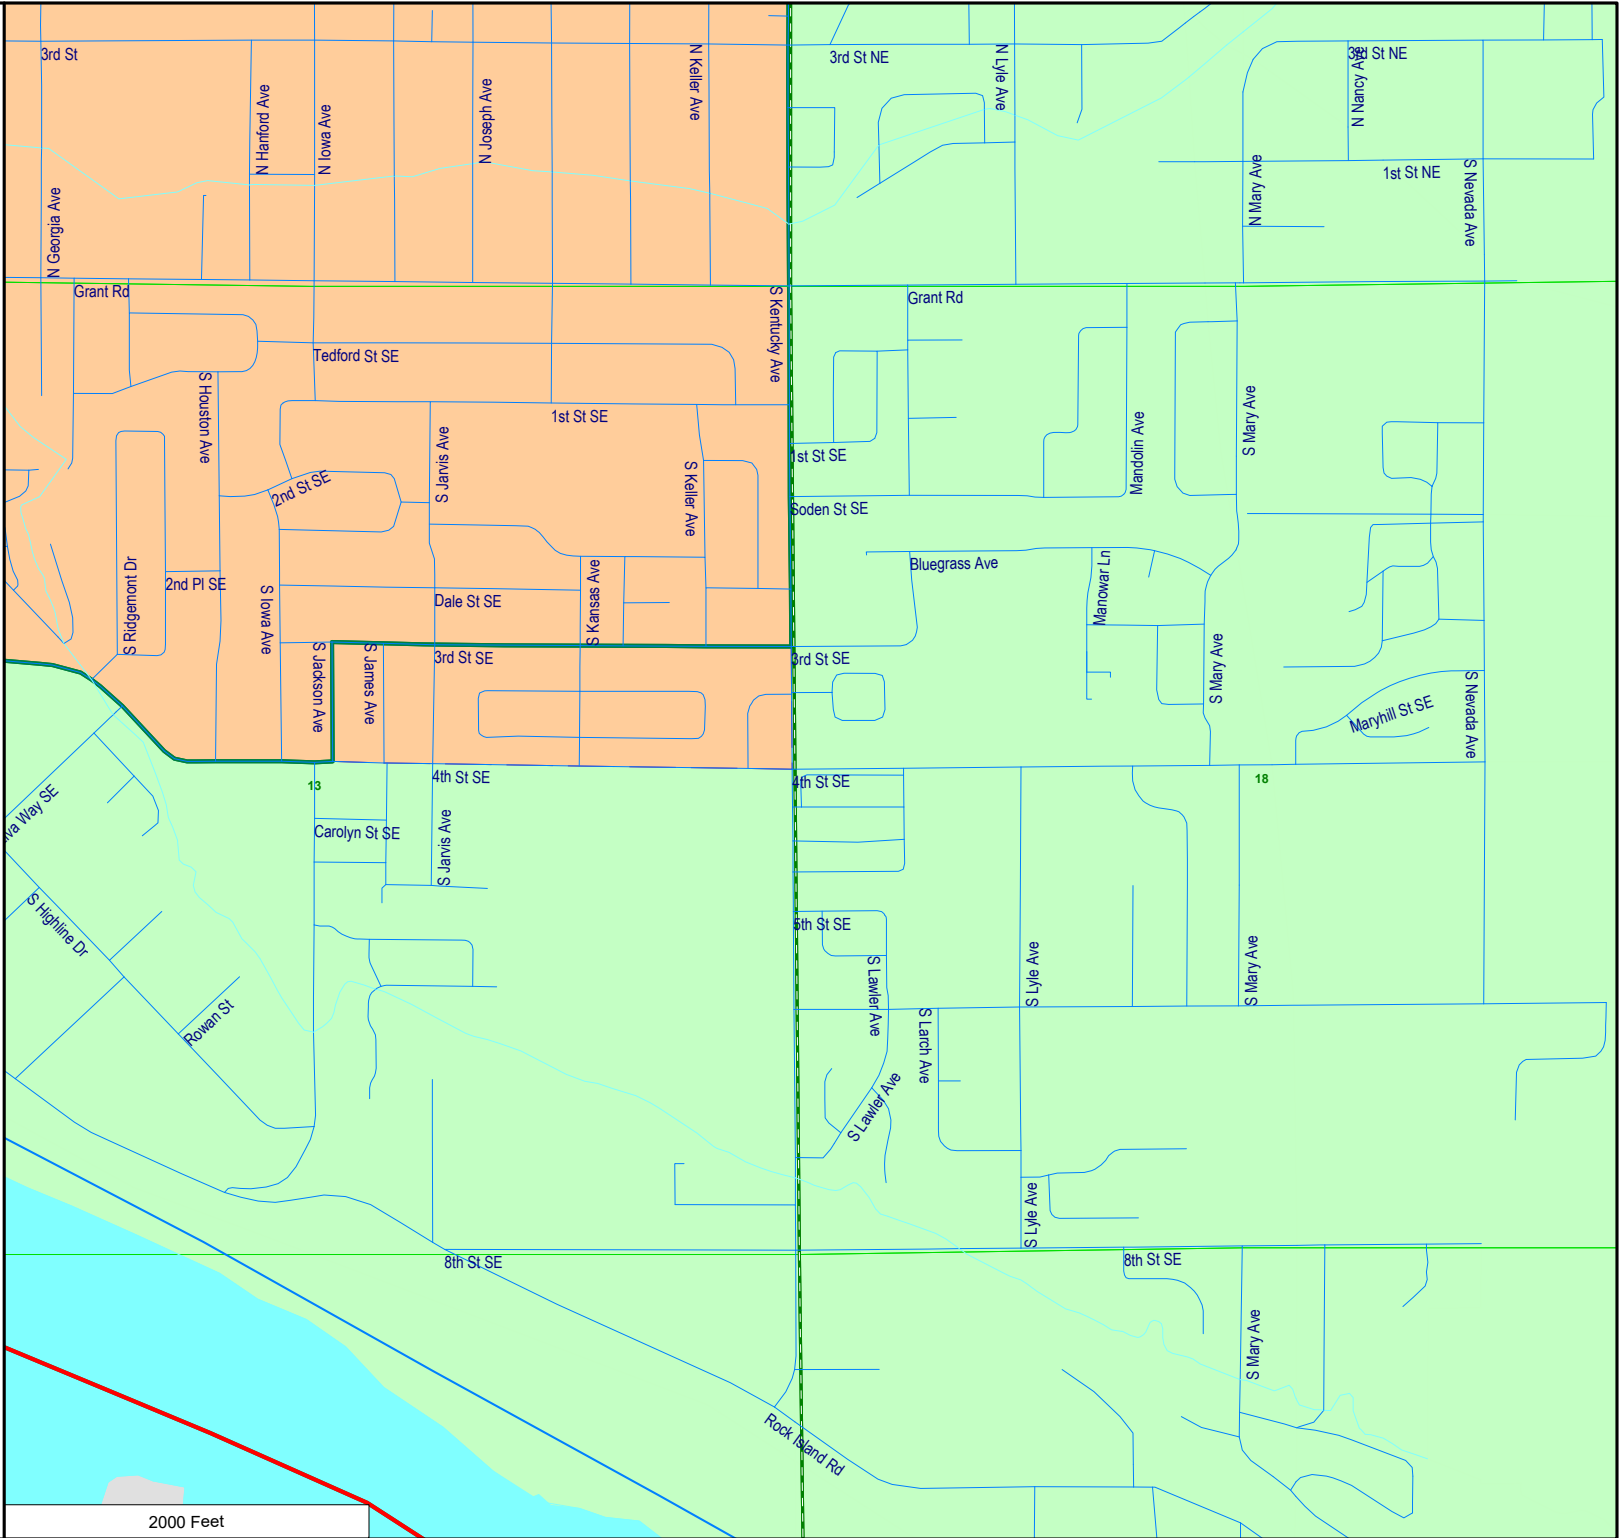 3rd St
3rd St NE
3rd St NE
N Hanford Ave
N Iowa Ave
N Joseph Ave
N Keller Ave
N Lyle Ave
N Nancy Ave
N Georgia Ave
N Mary Ave
1st St NE
S Nevada Ave
Grant Rd
Grant Rd
S Kentucky Ave
Tedford St SE
S Houston Ave
1st St SE
S Mary Ave
Mandolin Ave
S Jarvis Ave
1st St SE
S Keller Ave
2nd St SE
Soden St SE
S Ridgemont Dr
2nd Pl SE
S Iowa Ave
Dale St SE
S Kansas Ave
Bluegrass Ave
Manowar Ln
S Jackson Ave
S James Ave
3rd St SE
3rd St SE
S Mary Ave
Maryhill St SE
S Nevada Ave
13
4th St SE
4th St SE
18
Carolyn St SE
S Jarvis Ave
S Highline Dr
5th St SE
S Lawler Ave
S Lyle Ave
S Mary Ave
Rowan St
S Larch Ave
S Lawler Ave
S Lyle Ave
8th St SE
8th St SE
S Mary Ave
Rock Island Rd
2000 Feet